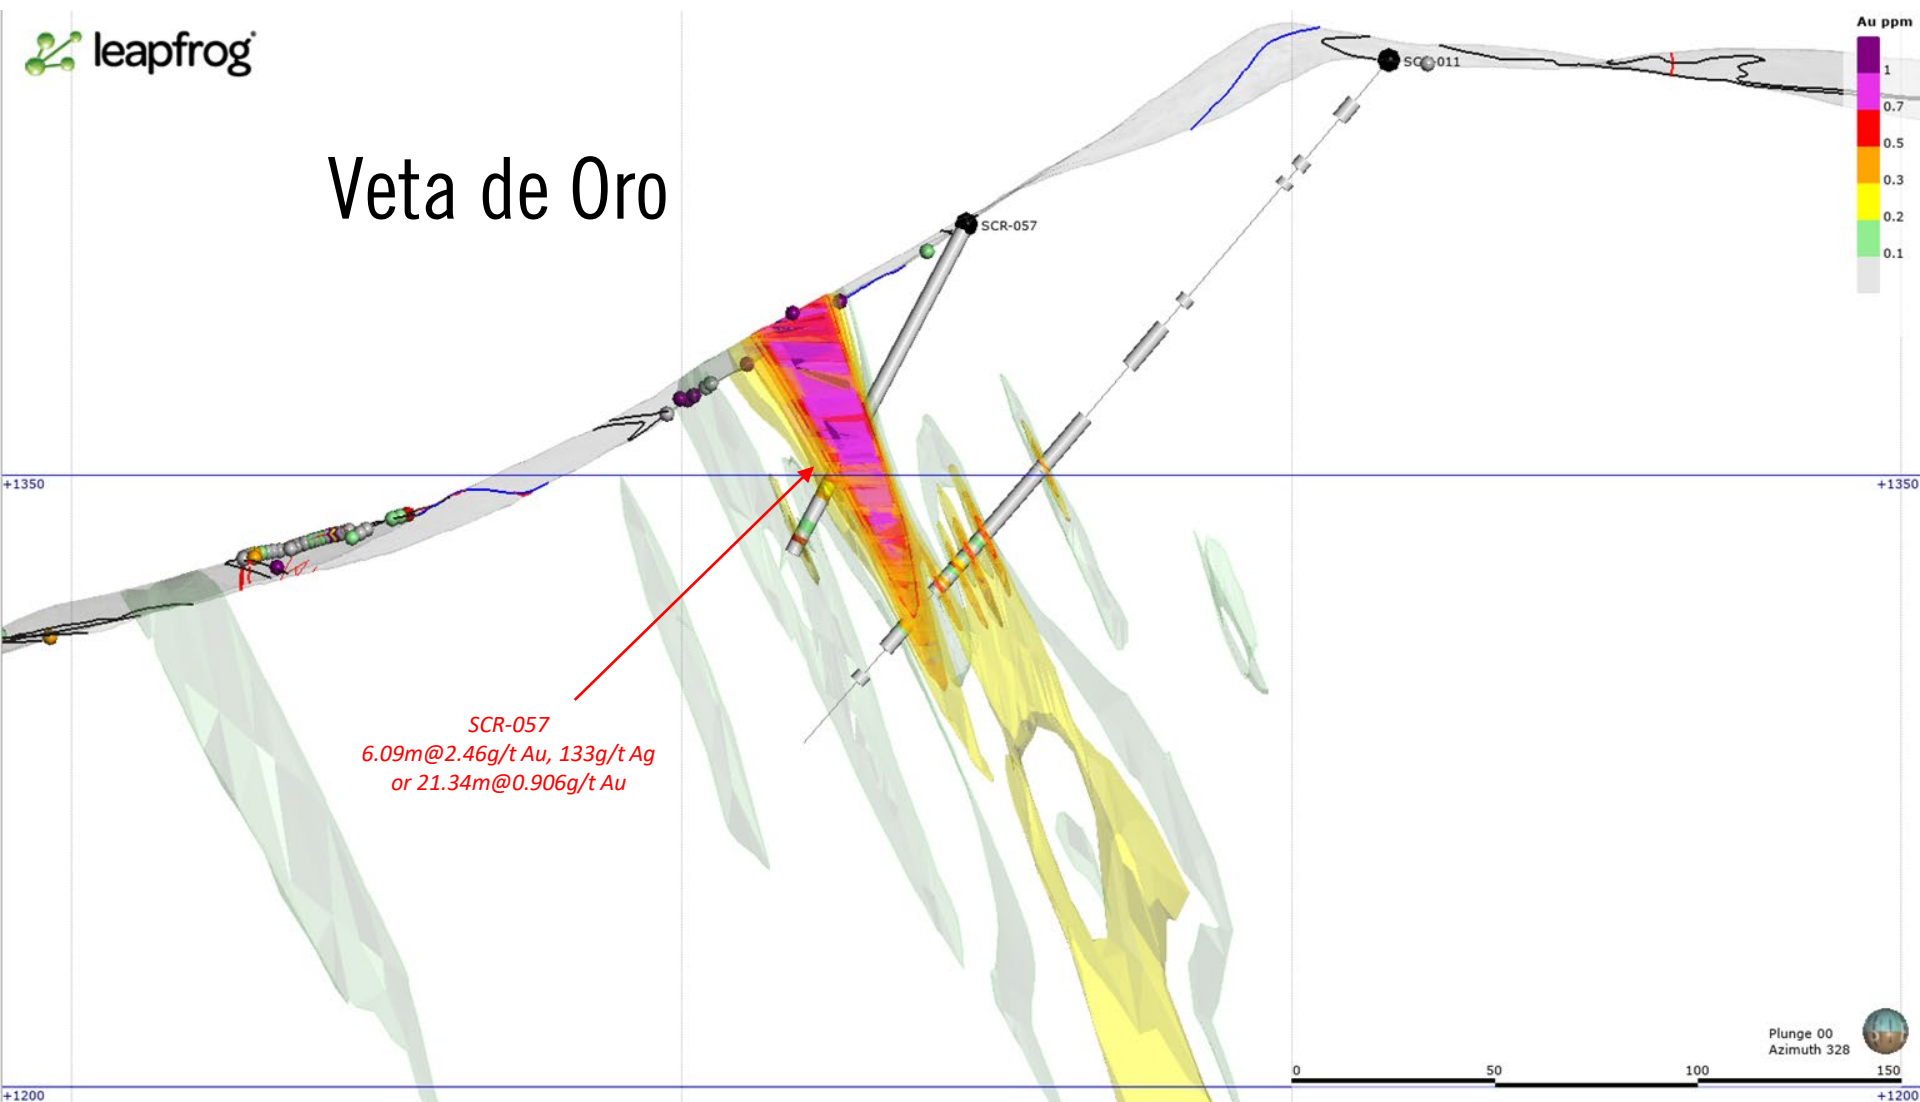 leapfrog
Au ppm
1
0.7
0.5
0.3
0.2
0.1
Veta de Oro
011
SCR-057
+1350
+1350
SCR-057
6.09m@2.46g/t Au, 133g/t Ag
or 21.34m@0.906g/t Au
Plunge 00
Azimuth 328
0 50 100 150
+1200
+1200